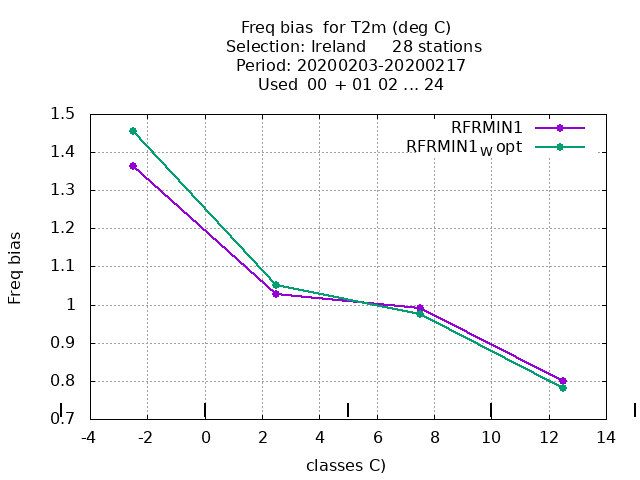 Freq bias for T2m (deg C)
Selection: Ireland 28 stations
Period: 20200203-20200217
Used 00 + 01 02 ... 24
RFRMIN1
RFRMIN1W opt
Freq bias
1.5
1.4
1.3
1.2
1.1
1
0.9
0.8
0.7
-4 -2 0 2 4 6 8 10 12 14
classes C)